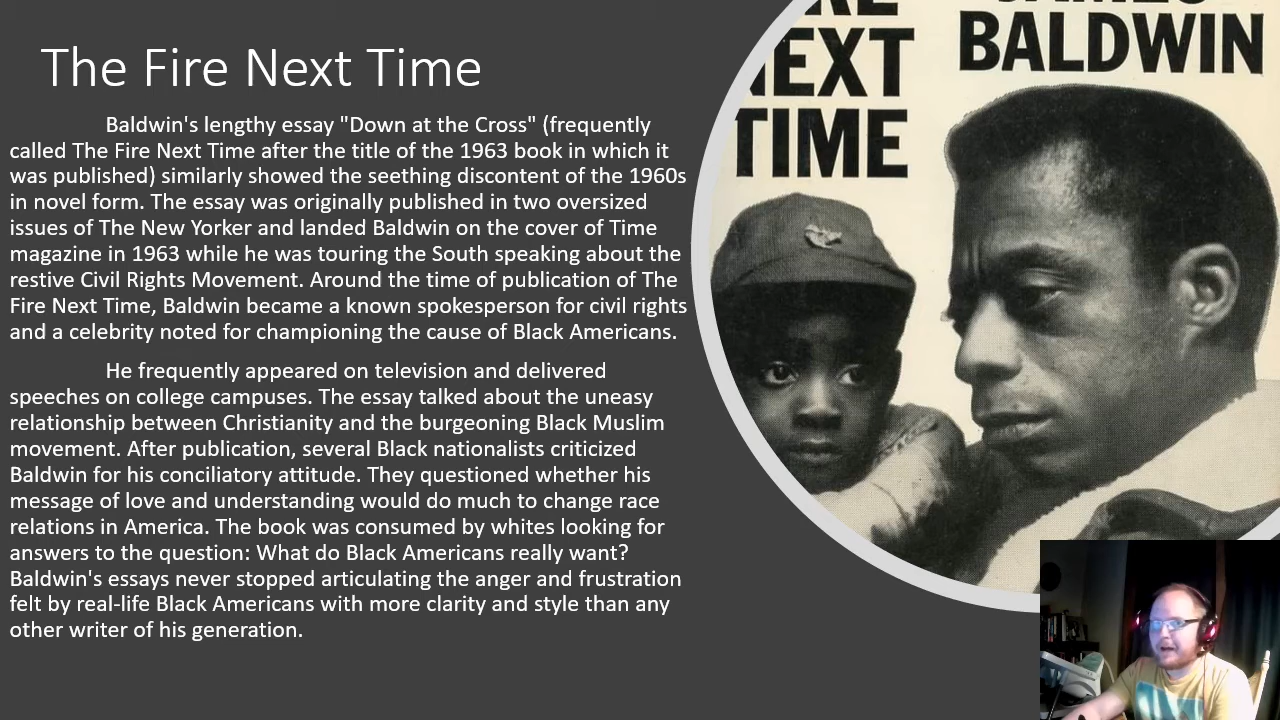 The Fire Next Time
Baldwin's lengthy essay "Down at the Cross" (frequently
called The Fire Next Time after the title of the 1963 book in which it
was published) similarly showed the seething discontent of the 1960s
in novel form. The essay was originally published in two oversized
issues of The New Yorker and landed Baldwin on the cover of Time
magazine in 1963 while he was touring the South speaking about the
restive Civil Rights Movement. Around the time of publication of The
Fire Next Time, Baldwin became a known spokesperson for civil rights
and a celebrity noted for championing the cause of Black Americans.
He frequently appeared on television and delivered
speeches on college campuses. The essay talked about the uneasy
relationship between Christianity and the burgeoning Black Muslim
movement. After publication, several Black nationalists criticized
Baldwin for his conciliatory attitude. They questioned whether his
message of love and understanding would do much to change race
relations in America. The book was consumed by whites looking for
answers to the question: What do Black Americans really want?
Baldwin's essays never stopped articulating the anger and frustration
felt by real-life Black Americans with more clarity and style than any
other writer of his generation.
NEXT
TIME
JAMES
BALDWIN